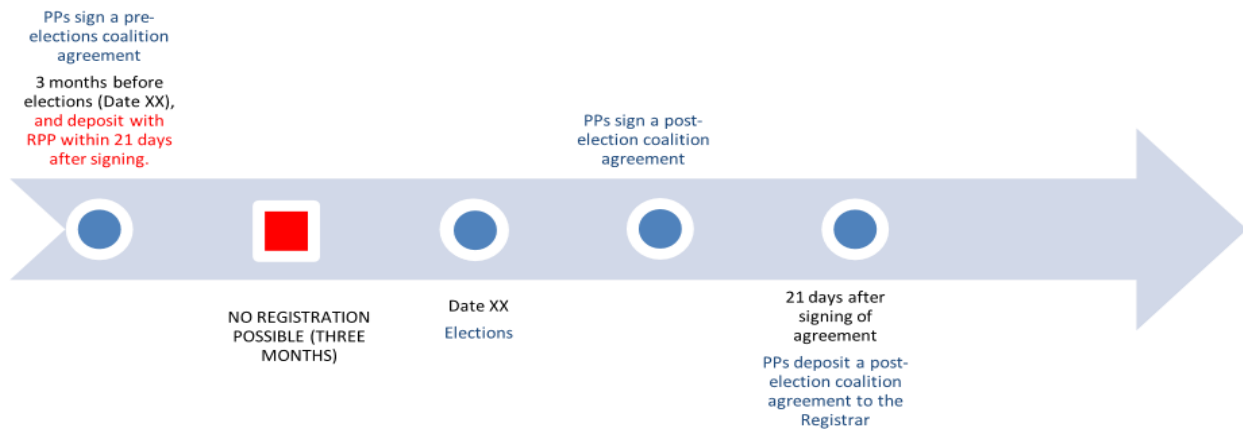 PPs sign a pre-
elections coalition
agreement
3 months before
elections (Date XX),
and deposit with
RPP within 21 days
after signing.
NO REGISTRATION
POSSIBLE (THREE
MONTHS)
Date XX
Elections
PPs sign a post-
election coalition
agreement
21 days after
signing of
agreement
PPs deposit a post-
election coalition
agreement to the
Registrar